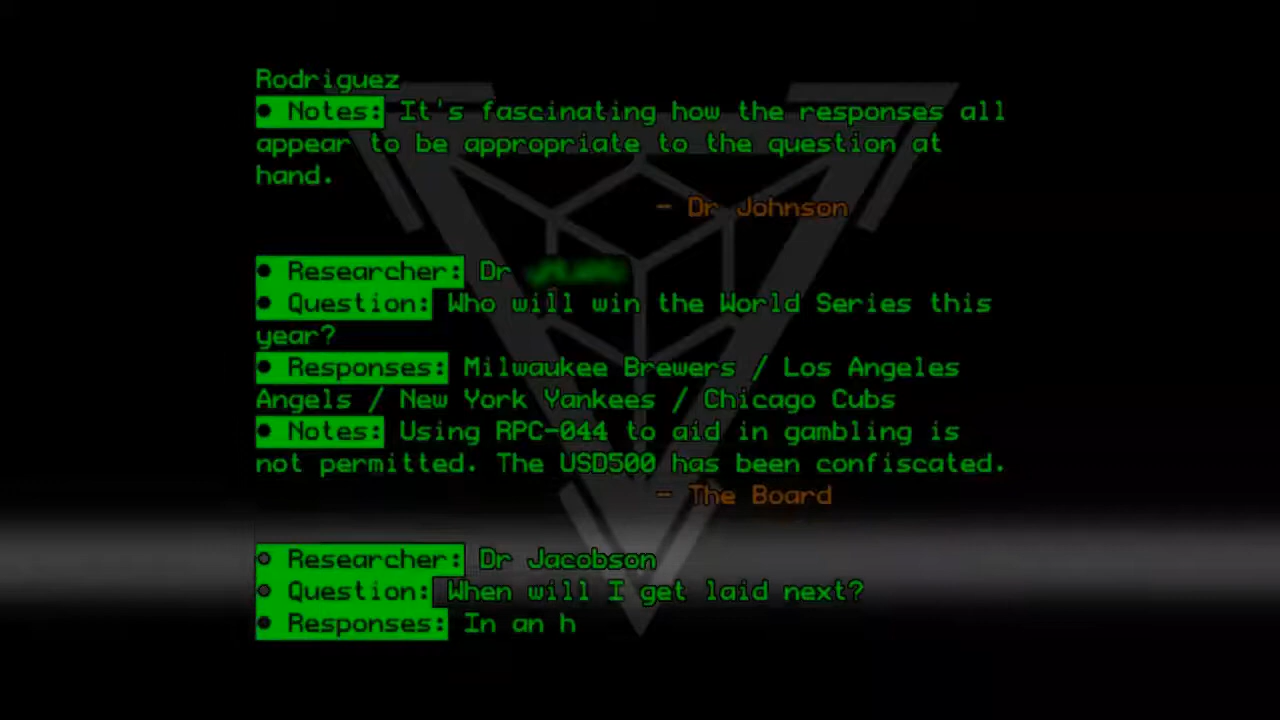 Rodriguez
• Notes: It's fascinating how the responses all
appear to be appropriate to the question at
hand.
- Dr Johnson
• Researcher: Dr
• Question: Who will win the World Series this
year?
• Responses: Milwaukee Brewers / Los Angeles
Angels / New York Yankees / Chicago Cubs
• Notes: Using RPC-044 to aid in gambling is
not permitted. The USD500 has been confiscated.
- The Board
• Researcher: Dr Jacobson
• Question: When will I get laid next?
• Responses: In an h